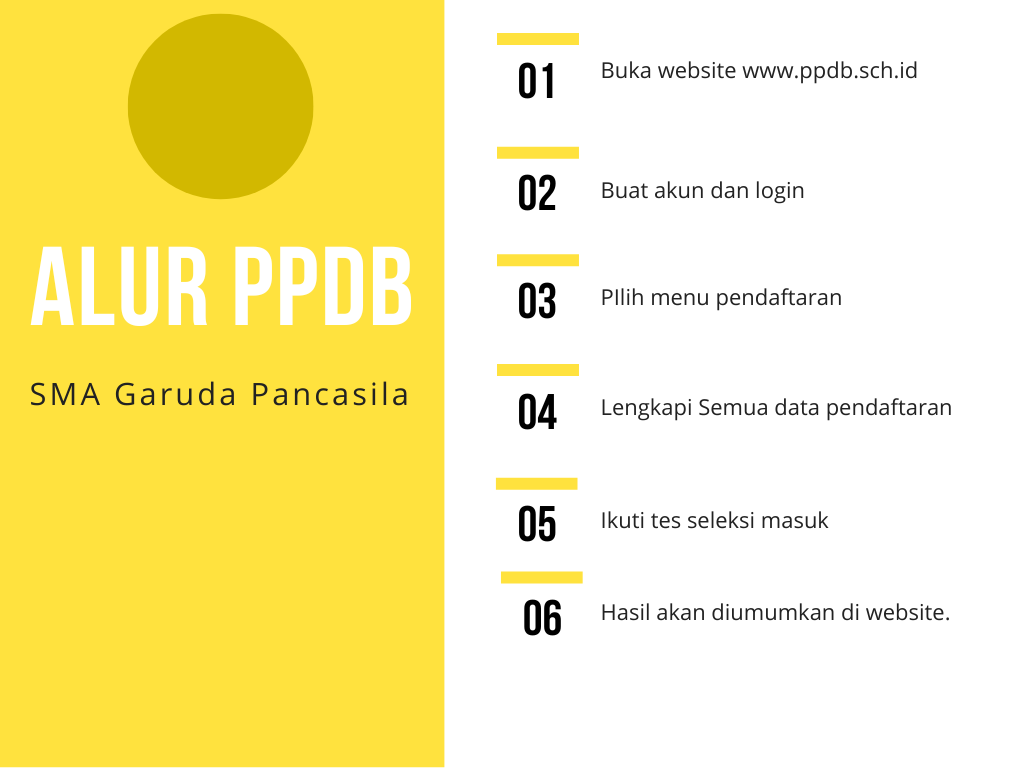 ALUR PPDB
SMA Garuda Pancasila
01
Buka website www.ppdb.sch.id
02
Buat akun dan login
03
PIlih menu pendaftaran
04
Lengkapi Semua data pendaftaran
05
Ikuti tes seleksi masuk
06
Hasil akan diumumkan di website.